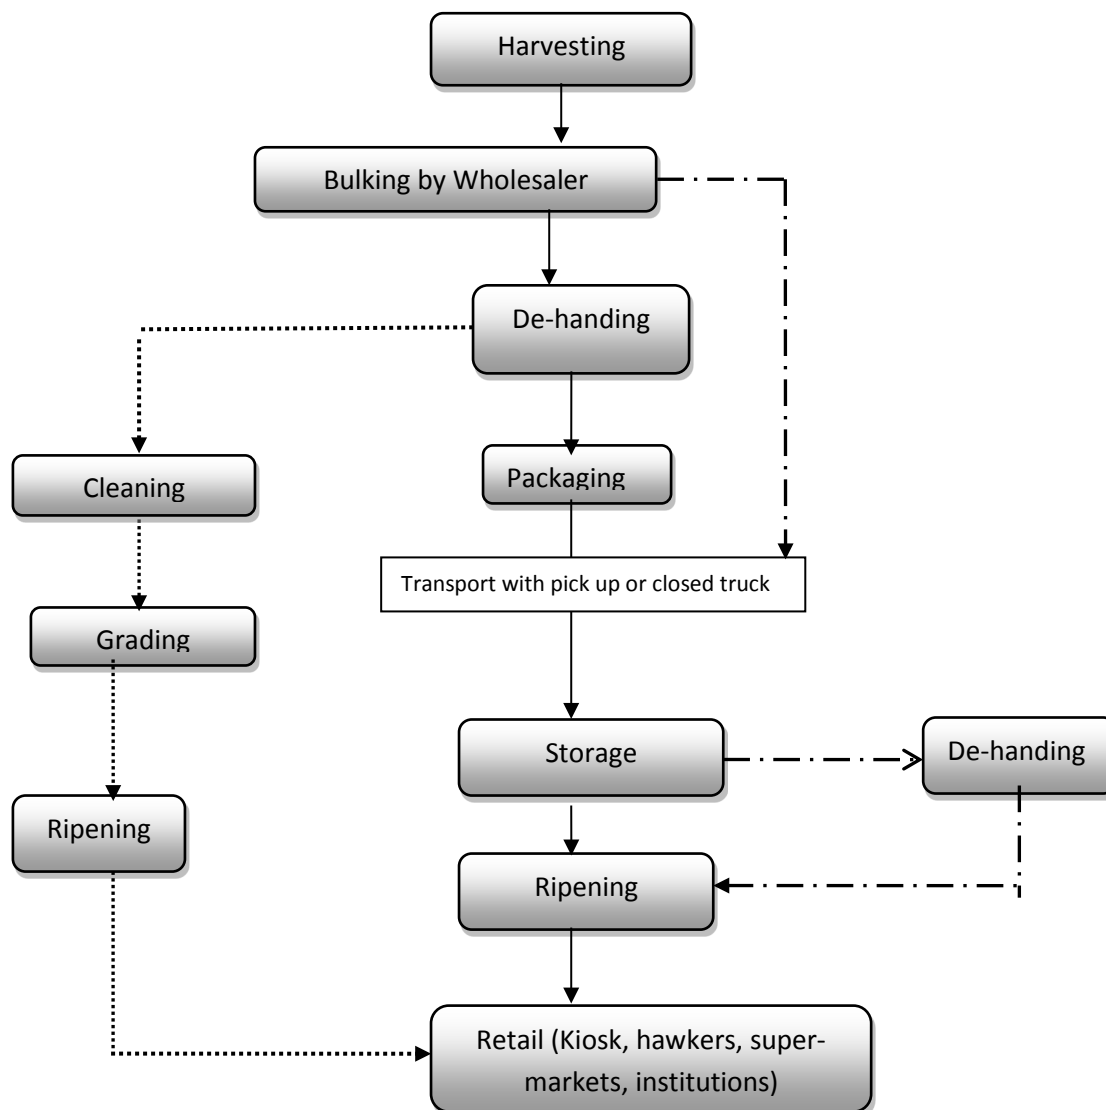 Harvesting
Bulking by Wholesaler
De-handing
Cleaning
Packaging
Transport with pick up or closed truck
Grading
Storage
De-handing
Ripening
Ripening
Retail (Kiosk, hawkers, super-
markets, institutions)